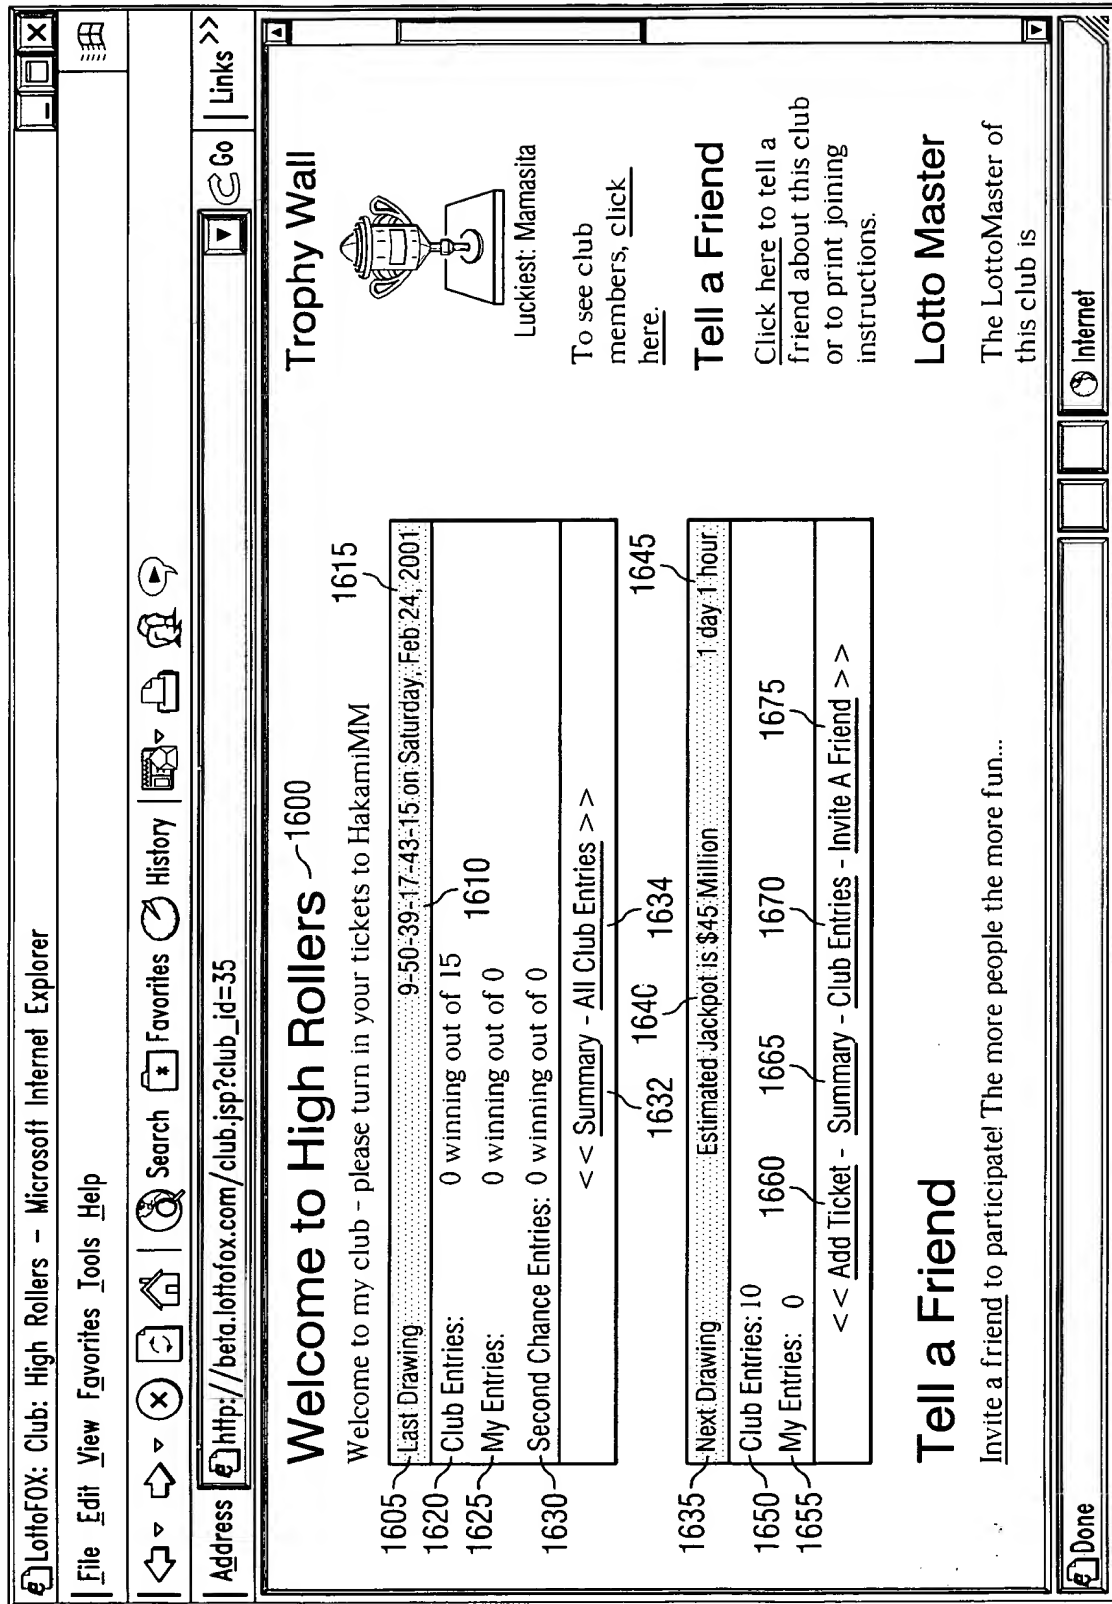 LottoFOX: Club: High Rollers – Microsoft Internet Explorer
File Edit View Favorites Tools Help
Search Favorites History
Address http://beta.lottofox.com/club.jsp?club_id=35 Go Links >>
Welcome to High Rollers 1600
Welcome to my club – please turn in your tickets to HakamiMM
1615
1605 Last Drawing 9-50-39-17-43-15 on Saturday, Feb 24, 2001
1620 Club Entries: 0 winning out of 15
1610
1625 My Entries: 0 winning out of 0
1630 Second Chance Entries: 0 winning out of 0
<< Summary - All Club Entries >>
1632 1640 1634 1645
1635 Next Drawing Estimated Jackpot is $45 Million 1 day 1 hour
1650 Club Entries: 10
1660 1665 1670 1675
1655 My Entries: 0
<< Add Ticket - Summary - Club Entries - Invite A Friend >>
Tell a Friend
Invite a friend to participate! The more people the more fun...
Trophy Wall
Luckiest: Mamasita
To see club
members, click
here.
Tell a Friend
Click here to tell a
friend about this club
or to print joining
instructions.
Lotto Master
The LottoMaster of
this club is
Done Internet